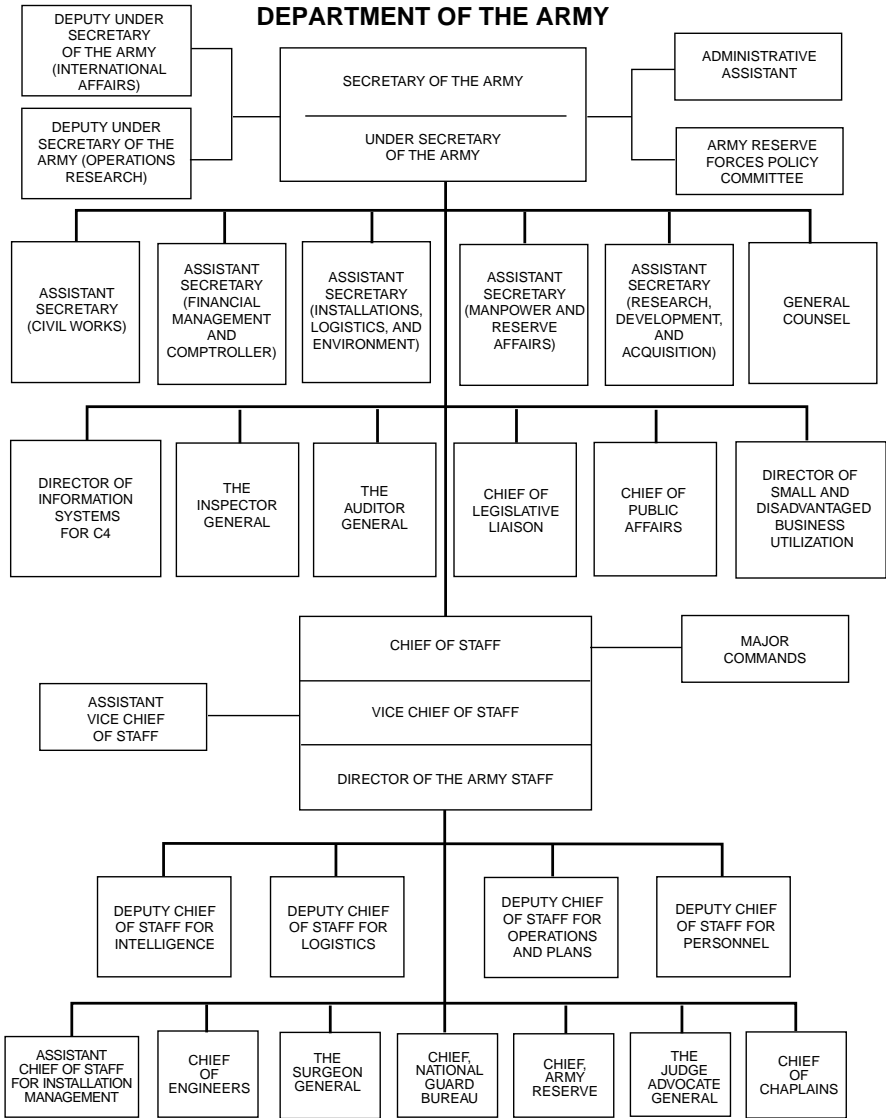 DEPARTMENT OF THE ARMY
DEPUTY UNDER
SECRETARY
OF THE ARMY
(INTERNATIONAL
AFFAIRS)
DEPUTY UNDER
SECRETARY OF THE
ARMY (OPERATIONS
RESEARCH)
SECRETARY OF THE ARMY
UNDER SECRETARY
OF THE ARMY
ADMINISTRATIVE
ASSISTANT
ARMY RESERVE
FORCES POLICY
COMMITTEE
ASSISTANT
SECRETARY
(CIVIL WORKS)
ASSISTANT
SECRETARY
(FINANCIAL
MANAGEMENT
AND
COMPTROLLER)
ASSISTANT
SECRETARY
(INSTALLATIONS,
LOGISTICS, AND
ENVIRONMENT)
ASSISTANT
SECRETARY
(MANPOWER AND
RESERVE
AFFAIRS)
ASSISTANT
SECRETARY
(RESEARCH,
DEVELOPMENT,
AND
ACQUISITION)
GENERAL
COUNSEL
DIRECTOR OF
INFORMATION
SYSTEMS
FOR C4
THE
INSPECTOR
GENERAL
THE
AUDITOR
GENERAL
CHIEF OF
LEGISLATIVE
LIAISON
CHIEF OF
PUBLIC
AFFAIRS
DIRECTOR OF
SMALL AND
DISADVANTAGED
BUSINESS
UTILIZATION
CHIEF OF STAFF
VICE CHIEF OF STAFF
DIRECTOR OF THE ARMY STAFF
MAJOR
COMMANDS
ASSISTANT
VICE CHIEF
OF STAFF
DEPUTY CHIEF
OF STAFF FOR
INTELLIGENCE
DEPUTY CHIEF
OF STAFF FOR
LOGISTICS
DEPUTY CHIEF
OF STAFF FOR
OPERATIONS
AND PLANS
DEPUTY CHIEF
OF STAFF FOR
PERSONNEL
ASSISTANT
CHIEF OF STAFF
FOR INSTALLATION
MANAGEMENT
CHIEF
OF
ENGINEERS
THE
SURGEON
GENERAL
CHIEF,
NATIONAL
GUARD
BUREAU
CHIEF,
ARMY
RESERVE
THE
JUDGE
ADVOCATE
GENERAL
CHIEF
OF
CHAPLAINS